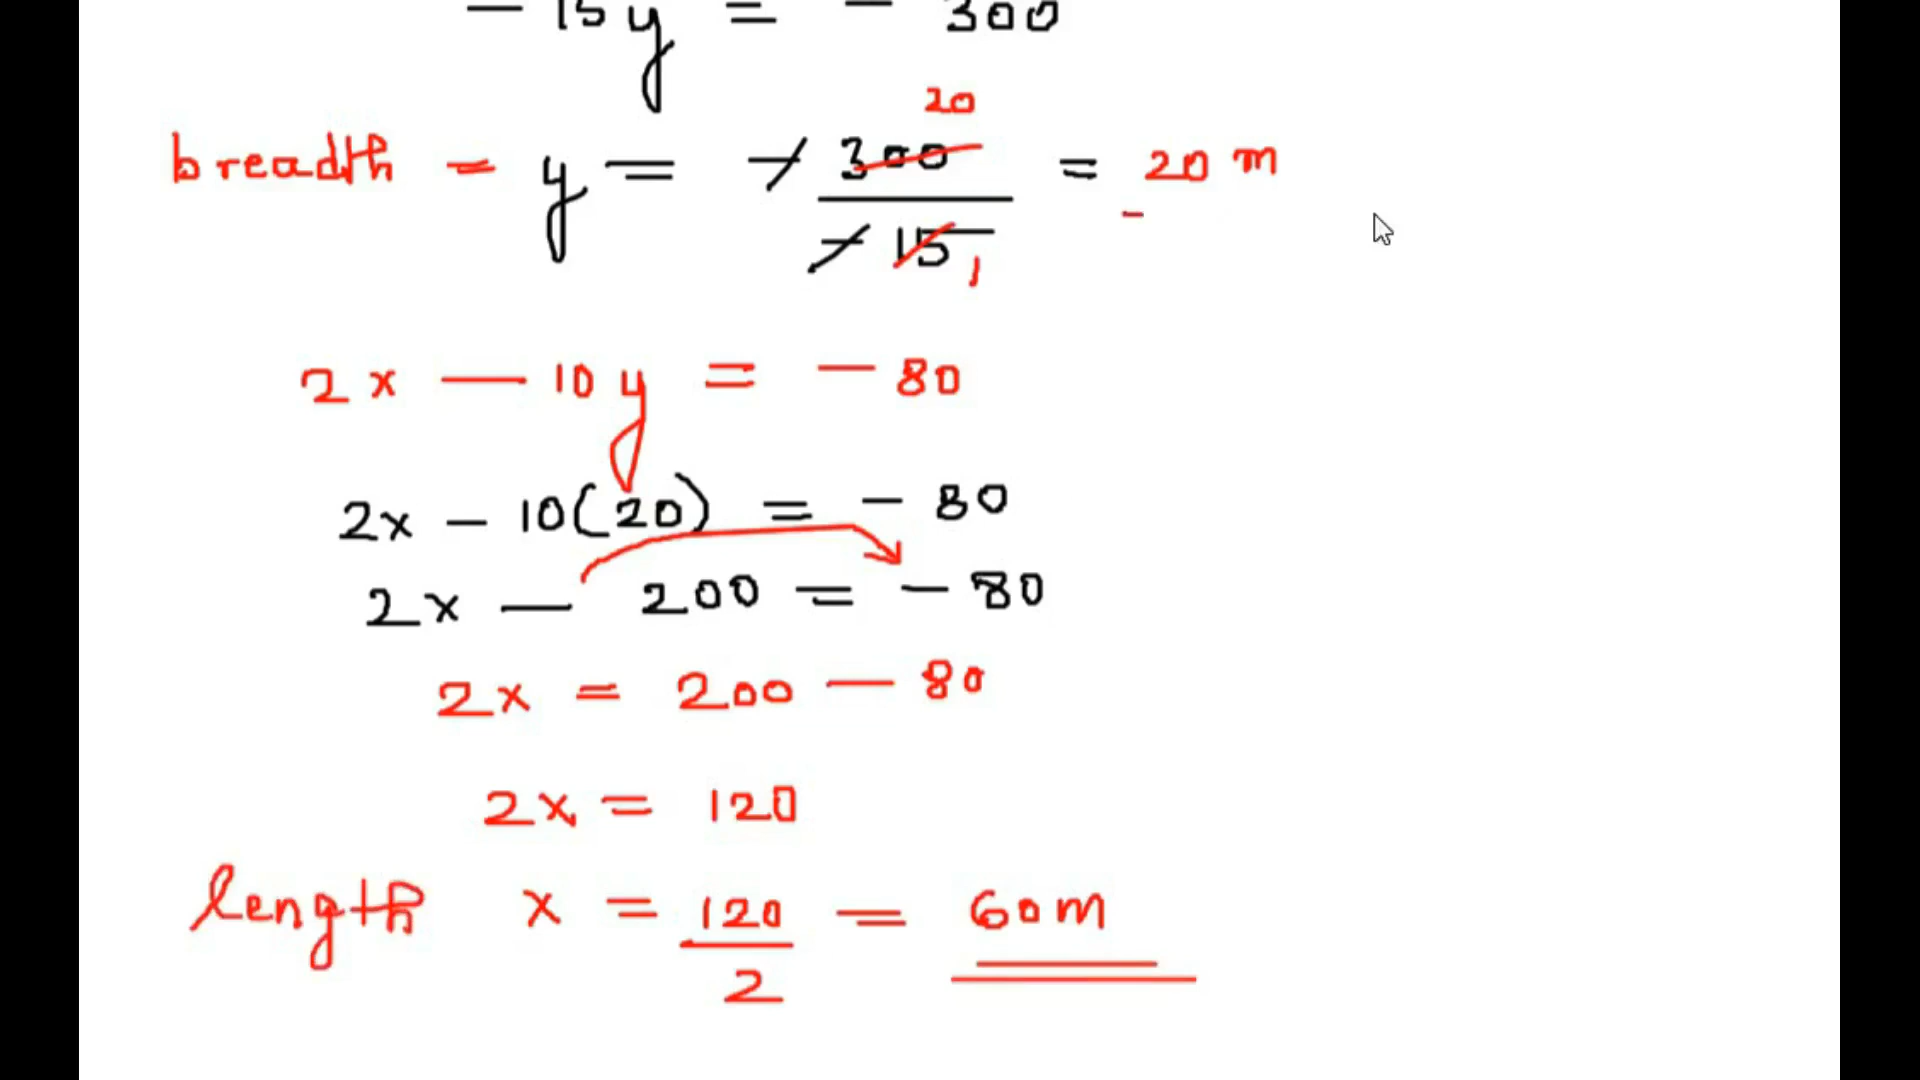 - 15y = - 300
breadth = y = - 300 / - 15 = 20 m
20
1
2x - 10y = - 80
2x - 10(20) = - 80
2x - 200 = - 80
2x = 200 - 80
2x = 120
length x = 120 / 2 = 60m